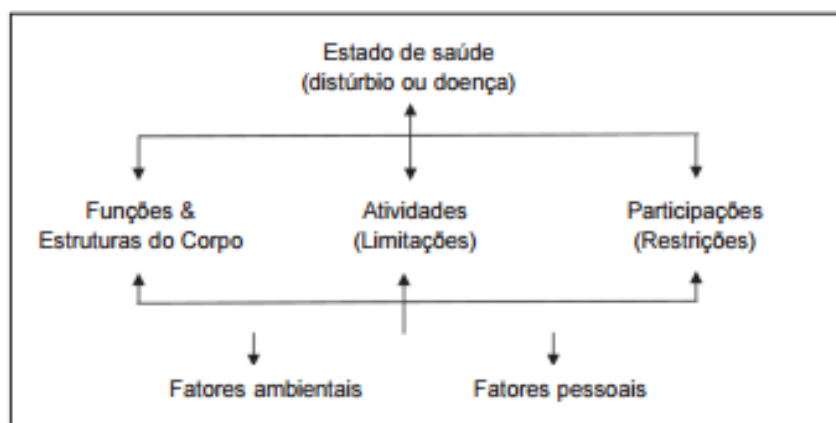 Estado de saúde
(distúrbio ou doença)
Funções &
Estruturas do Corpo
Atividades
(Limitações)
Participações
(Restrições)
Fatores ambientais
Fatores pessoais